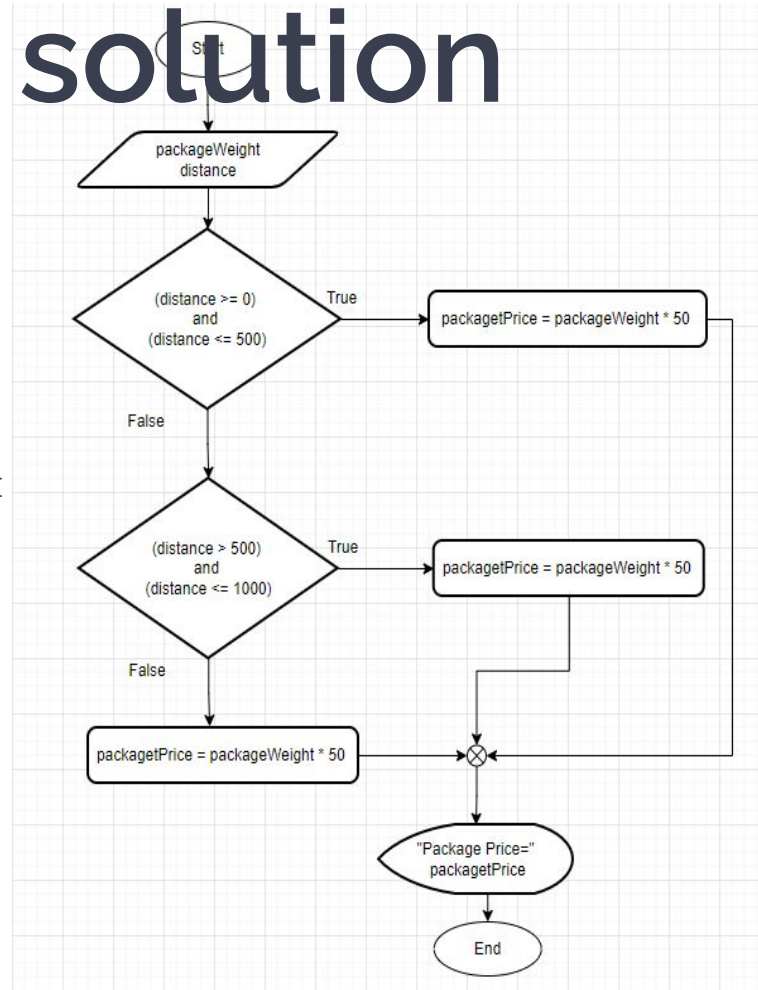 solution
Start
packageWeight
distance
(distance >= 0)
and
(distance <= 500)
True
packagetPrice = packageWeight * 50
False
(distance > 500)
and
(distance <= 1000)
True
packagetPrice = packageWeight * 50
False
packagetPrice = packageWeight * 50
"Package Price="
packagetPrice
End